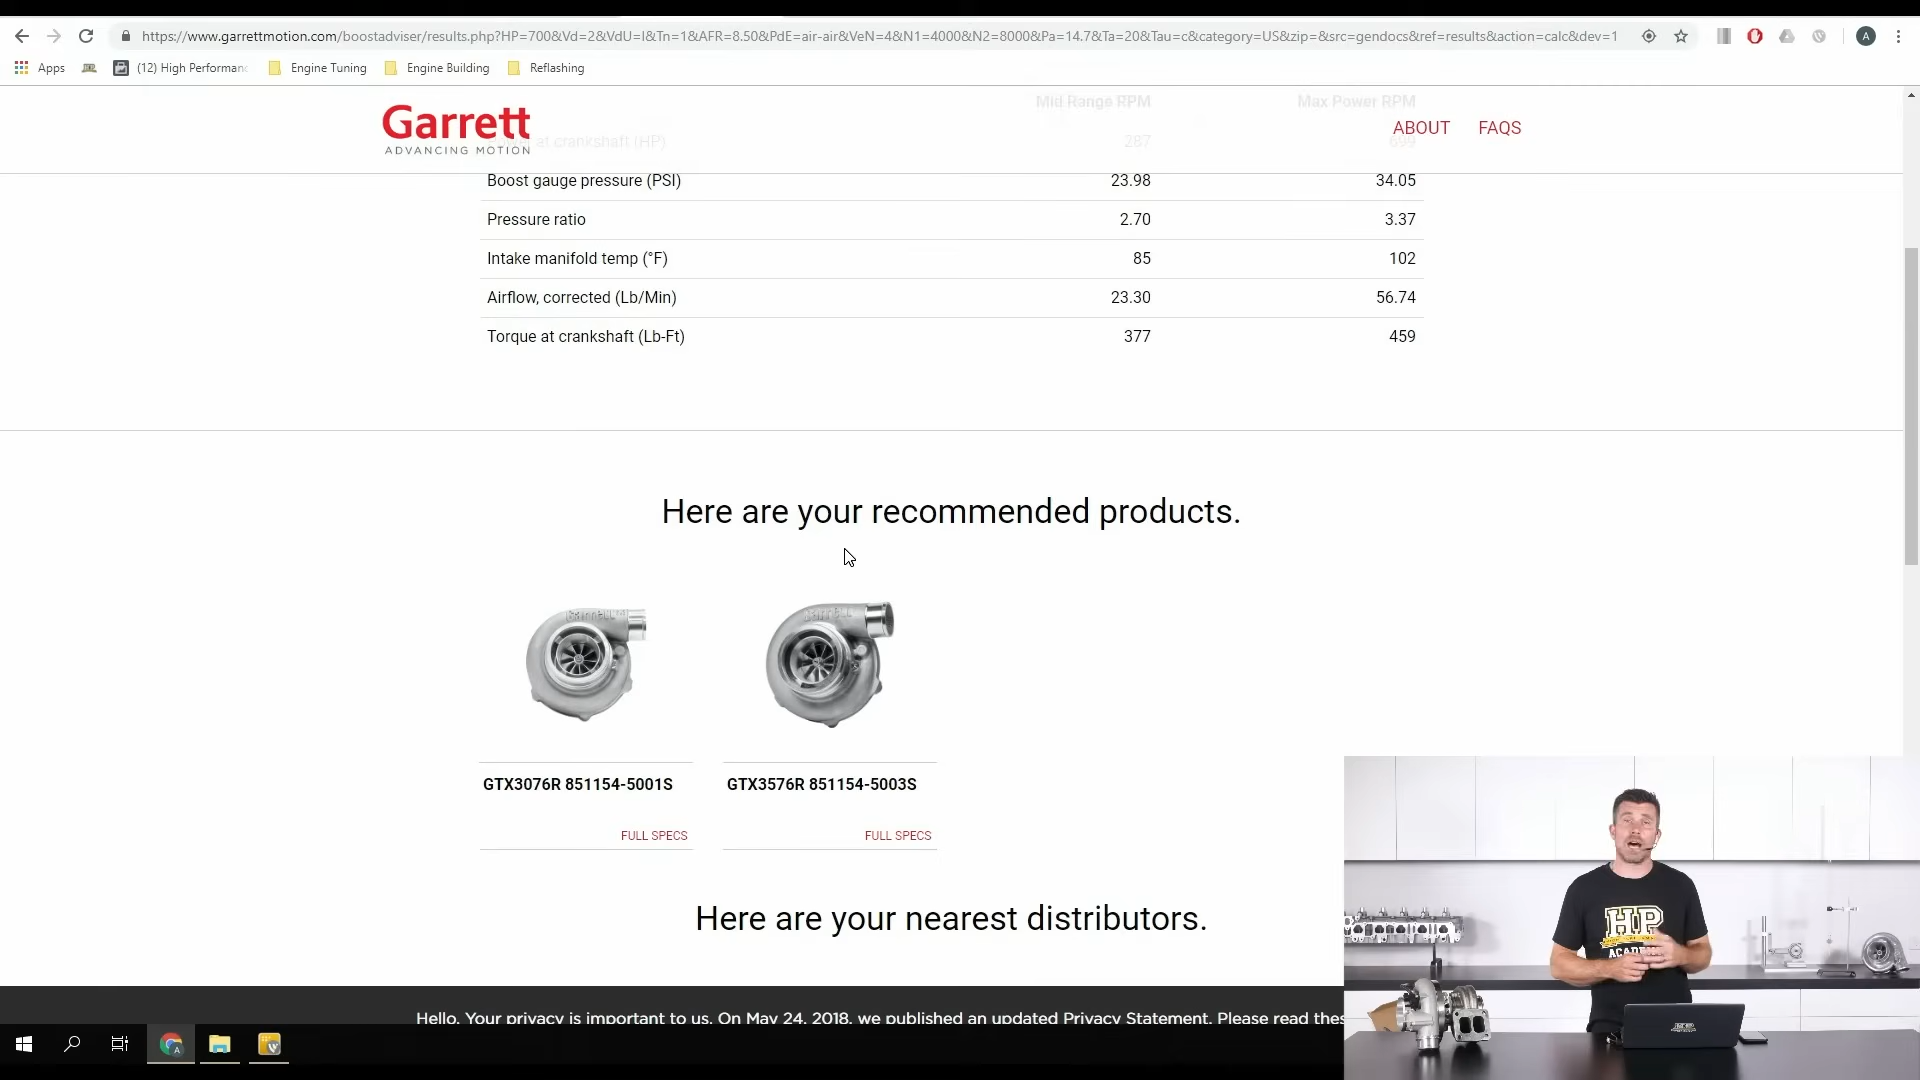 https://www.garrettmotion.com/boostadviser/results.php?HP=700&Vd=2&VdU=l&Tn=1&AFR=8.50&PdE=air-air&VeN=4&N1=4000&N2=8000&Pa=14.7&Ta=20&Tau=c&category=US&zip=&src=gendocs&ref=results&action=calc&dev=1
A
Apps
(12) High Performanc
Engine Tuning
Engine Building
Reflashing
Mid Range RPM Max Power RPM
Garrett
ADVANCING MOTION
ABOUT FAQS
at crankshaft (HP) 287 699
Boost gauge pressure (PSI) 23.98 34.05
Pressure ratio 2.70 3.37
Intake manifold temp (°F) 85 102
Airflow, corrected (Lb/Min) 23.30 56.74
Torque at crankshaft (Lb-Ft) 377 459
Here are your recommended products.
GTX3076R 851154-5001S GTX3576R 851154-5003S
FULL SPECS FULL SPECS
Here are your nearest distributors.
Hello. Your privacy is important to us. On May 24, 2018, we published an updated Privacy Statement. Please read thes
HP
ACADEMY